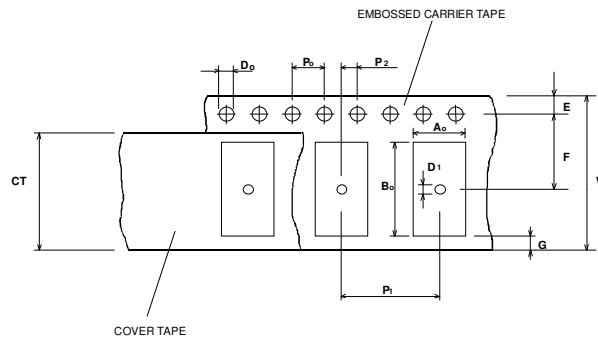 EMBOSSED CARRIER TAPE
Do
Po
P2
E
Ao
F
D1
CT
Bo
G
P1
COVER TAPE